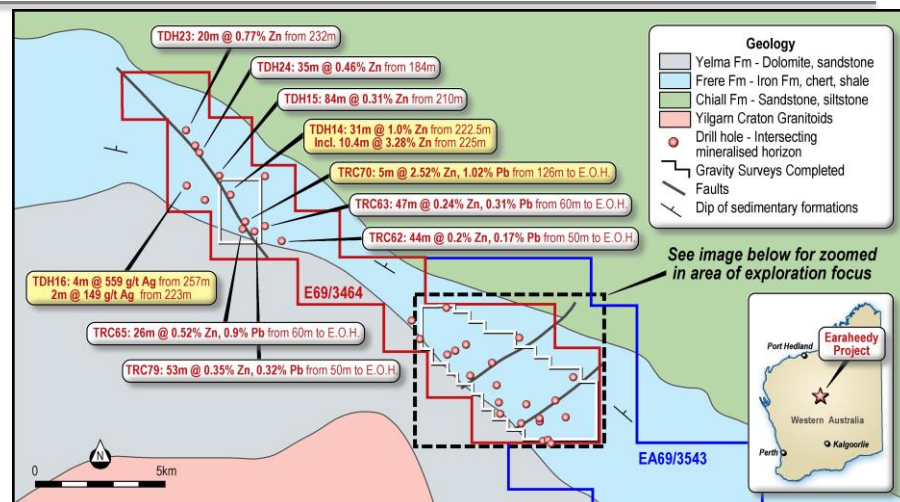 TDH23: 20m @ 0.77% Zn from 232m
TDH24: 35m @ 0.46% Zn from 184m
TDH15: 84m @ 0.31% Zn from 210m
TDH14: 31m @ 1.0% Zn from 222.5m
Incl. 10.4m @ 3.28% Zn from 225m
TRC70: 5m @ 2.52% Zn, 1.02% Pb from 126m to E.O.H.
TRC63: 47m @ 0.24% Zn, 0.31% Pb from 60m to E.O.H.
TRC62: 44m @ 0.2% Zn, 0.17% Pb from 50m to E.O.H.
TDH16: 4m @ 559 g/t Ag from 257m
2m @ 149 g/t Ag from 223m
E69/3464
TRC65: 26m @ 0.52% Zn, 0.9% Pb from 60m to E.O.H.
TRC79: 53m @ 0.35% Zn, 0.32% Pb from 50m to E.O.H.
Geology
Yelma Fm - Dolomite, sandstone
Frere Fm - Iron Fm, chert, shale
Chiall Fm - Sandstone, siltstone
Yilgarn Craton Granitoids
Drill hole - Intersecting
mineralised horizon
Gravity Surveys Completed
Faults
Dip of sedimentary formations
See image below for zoomed
in area of exploration focus
Earaheedy
Project
Port Hedland
Western Australia
Perth
Kalgoorlie
EA69/3543
N
0
5km